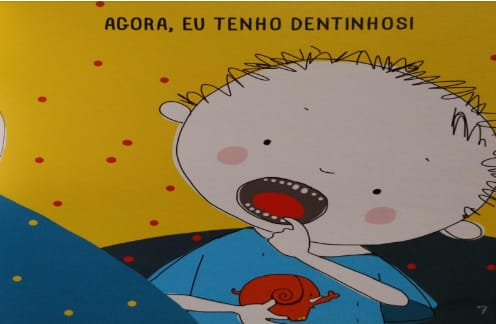 AGORA, EU TENHO DENTINHOS!
7